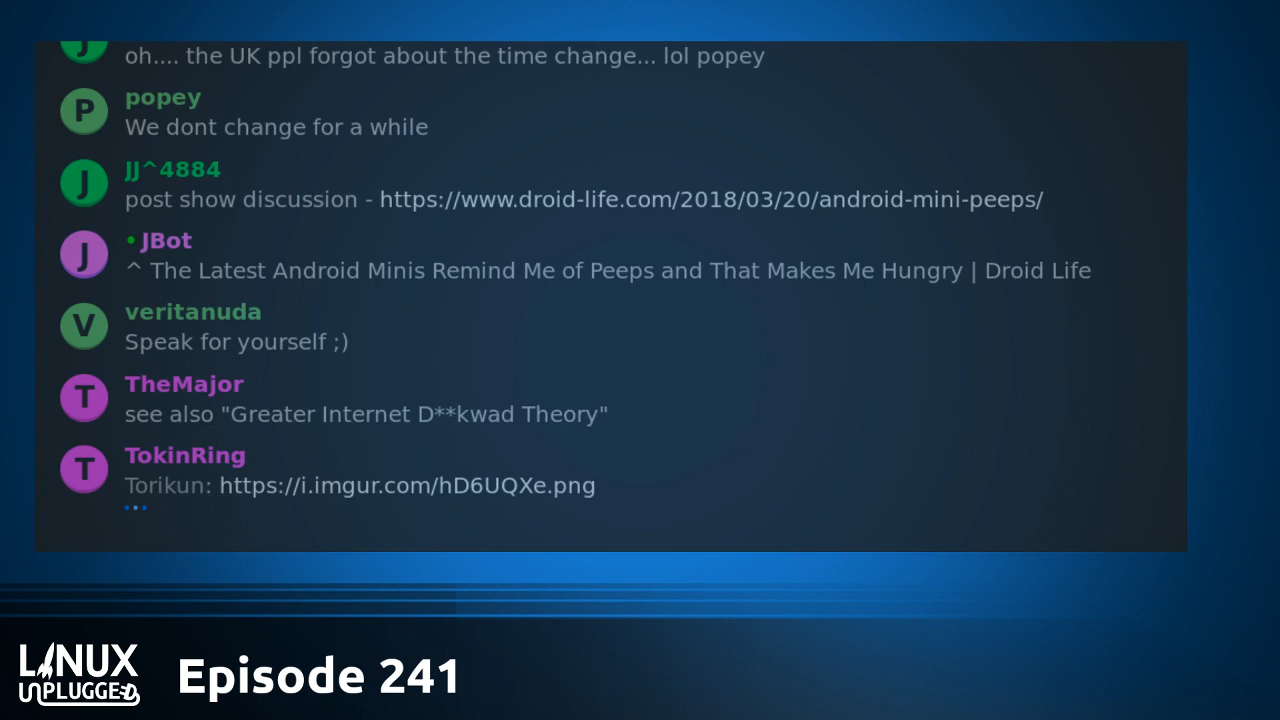 J
oh.... the UK ppl forgot about the time change... lol popey
P
popey
We dont change for a while
J
JJ^4884
post show discussion - https://www.droid-life.com/2018/03/20/android-mini-peeps/
J
• JBot
^ The Latest Android Minis Remind Me of Peeps and That Makes Me Hungry | Droid Life
V
veritanuda
Speak for yourself ;)
T
TheMajor
see also "Greater Internet D**kwad Theory"
T
TokinRing
Torikun: https://i.imgur.com/hD6UQXe.png
LINUX
UNPLUGGED
Episode 241